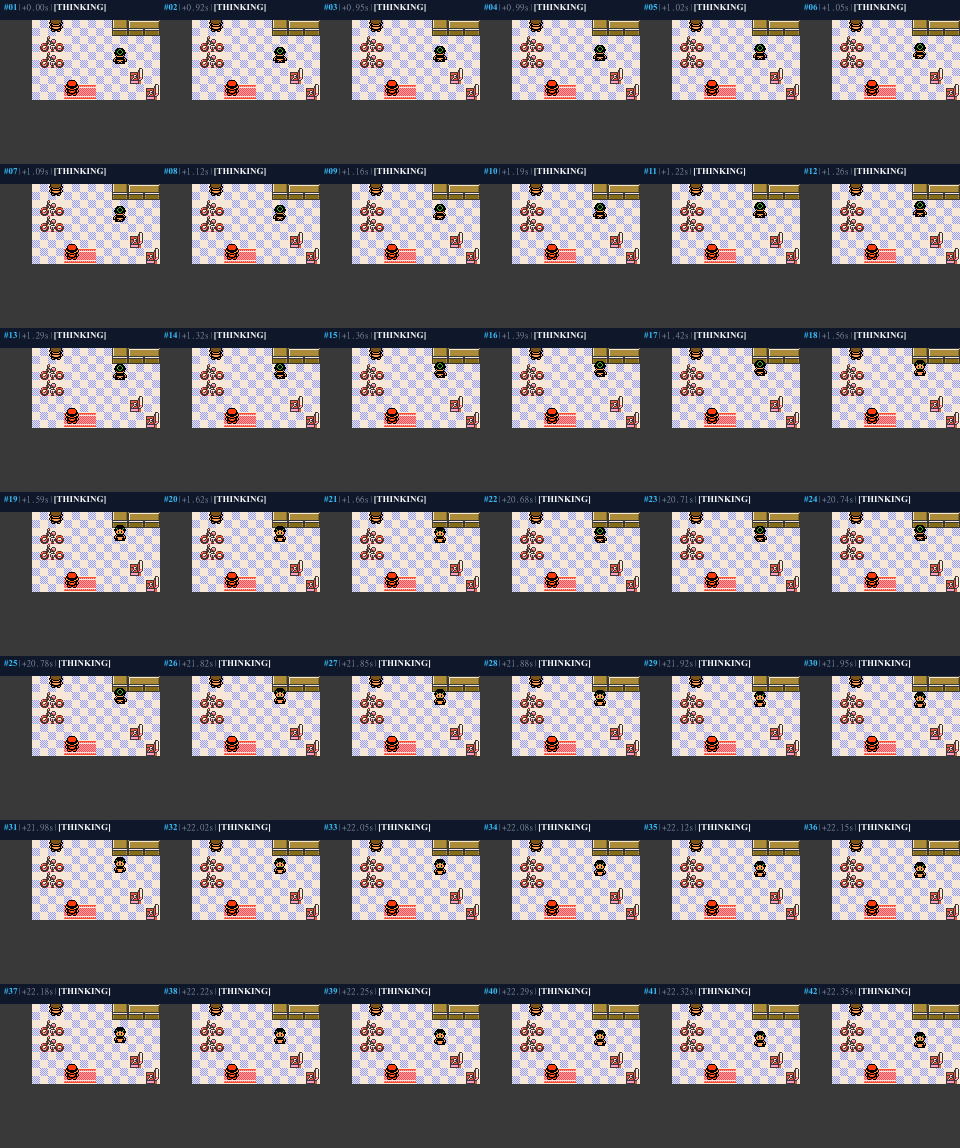 #01 | +0.00s | [THINKING] #02 | +0.92s | [THINKING] #03 | +0.95s | [THINKING] #04 | +0.99s | [THINKING] #05 | +1.02s | [THINKING] #06 | +1.05s | [THINKING]
#07 | +1.09s | [THINKING] #08 | +1.12s | [THINKING] #09 | +1.16s | [THINKING] #10 | +1.19s | [THINKING] #11 | +1.22s | [THINKING] #12 | +1.26s | [THINKING]
#13 | +1.29s | [THINKING] #14 | +1.32s | [THINKING] #15 | +1.36s | [THINKING] #16 | +1.39s | [THINKING] #17 | +1.42s | [THINKING] #18 | +1.56s | [THINKING]
#19 | +1.59s | [THINKING] #20 | +1.62s | [THINKING] #21 | +1.66s | [THINKING] #22 | +20.68s | [THINKING] #23 | +20.71s | [THINKING] #24 | +20.74s | [THINKING]
#25 | +20.78s | [THINKING] #26 | +21.82s | [THINKING] #27 | +21.85s | [THINKING] #28 | +21.88s | [THINKING] #29 | +21.92s | [THINKING] #30 | +21.95s | [THINKING]
#31 | +21.98s | [THINKING] #32 | +22.02s | [THINKING] #33 | +22.05s | [THINKING] #34 | +22.08s | [THINKING] #35 | +22.12s | [THINKING] #36 | +22.15s | [THINKING]
#37 | +22.18s | [THINKING] #38 | +22.22s | [THINKING] #39 | +22.25s | [THINKING] #40 | +22.29s | [THINKING] #41 | +22.32s | [THINKING] #42 | +22.35s | [THINKING]